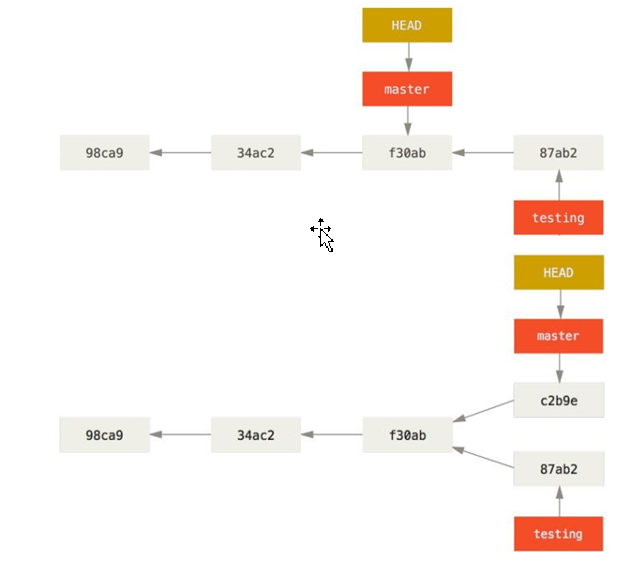 HEAD
master
98ca9
34ac2
f30ab
87ab2
testing
HEAD
master
c2b9e
98ca9
34ac2
f30ab
87ab2
testing